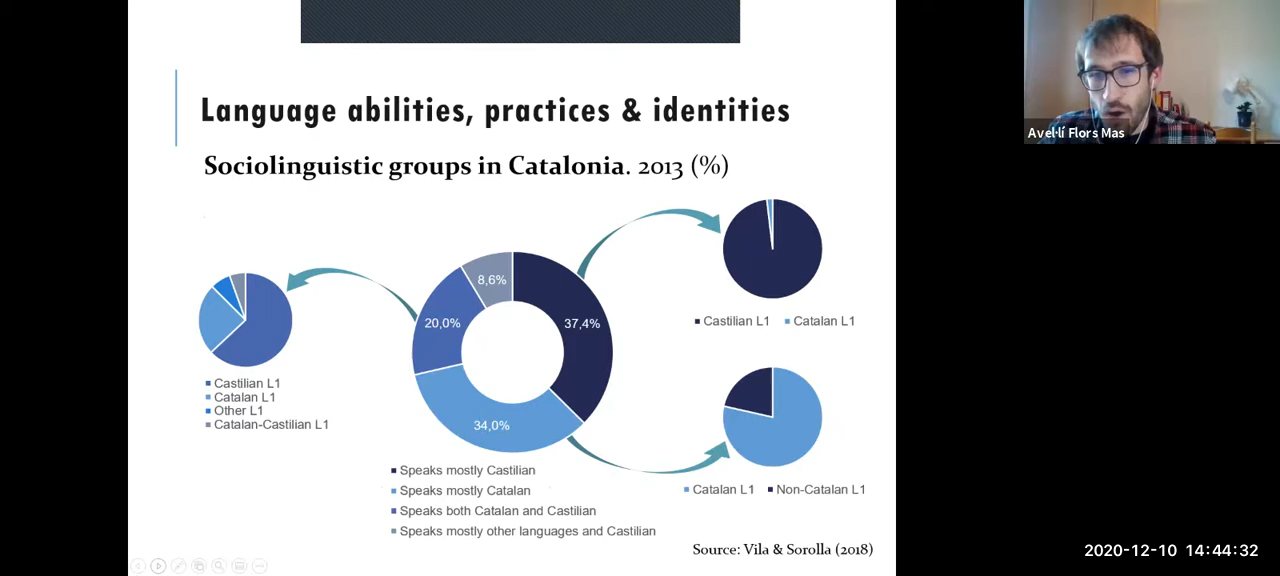 Language abilities, practices & identities
Sociolinguistic groups in Catalonia. 2013 (%)
Avel·lí Flors Mas
8,6%
20,0%
37,4%
34,0%
Castilian L1
Catalan L1
Other L1
Catalan-Castilian L1
Castilian L1 Catalan L1
Catalan L1 Non-Catalan L1
Speaks mostly Castilian
Speaks mostly Catalan
Speaks both Catalan and Castilian
Speaks mostly other languages and Castilian
Source: Vila & Sorolla (2018)
2020-12-10 14:44:32